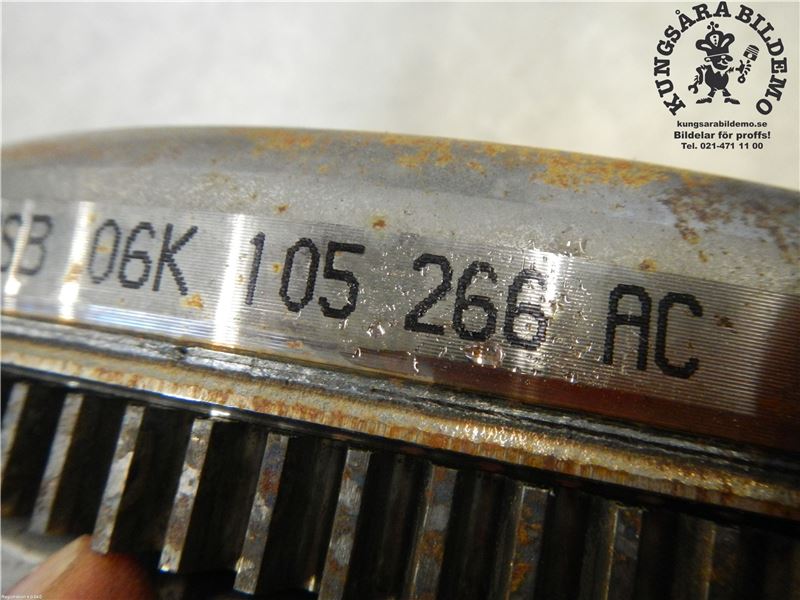 KUNGSÅRA BILDEMO
kungsarabildemo.se
Bildelar för proffs!
Tel. 021-471 11 00
SB 06K 105 266 AC